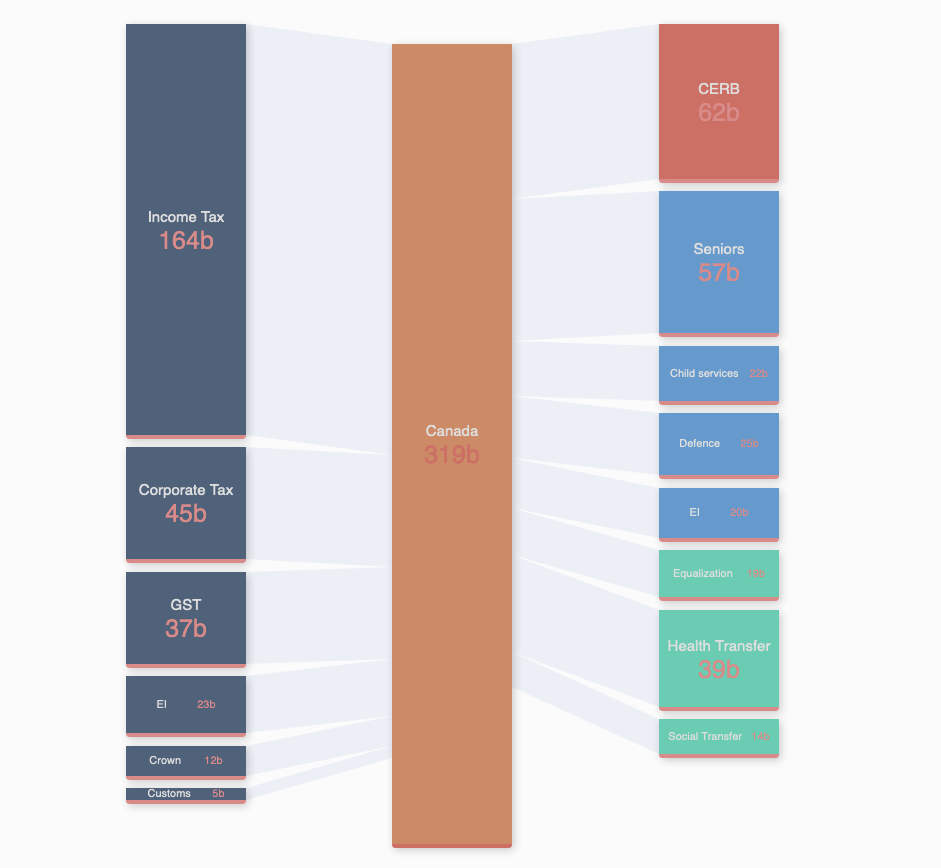 Income Tax
164b
Corporate Tax
45b
GST
37b
EI 23b
Crown 12b
Customs 5b
Canada
319b
CERB
62b
Seniors
57b
Child services 22b
Defence 25b
EI 20b
Equalization 19b
Health Transfer
39b
Social Transfer 14b